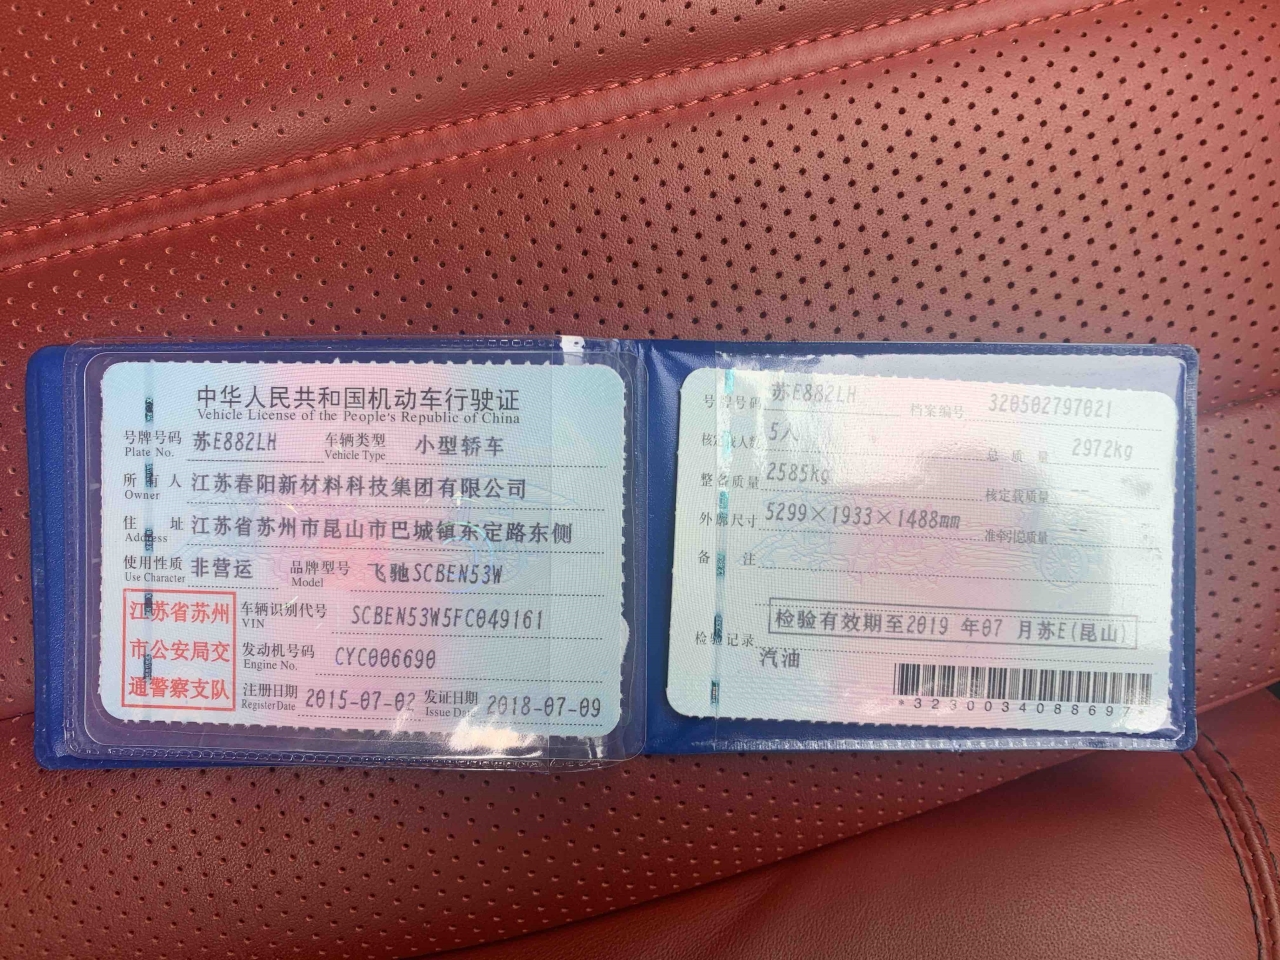 中华人民共和国机动车行驶证
Vehicle License of the People's Republic of China
号牌号码 苏E882LH 车辆类型 小型轿车
Plate No. Vehicle Type
所有人 江苏春阳新材料科技集团有限公司
Owner
住址 江苏省苏州市昆山市巴城镇东定路东侧
Address
使用性质 非营运 品牌型号 飞驰SCBEN53W
Use Character Model
江苏省苏州
市公安局交
通警察支队
车辆识别代号 SCBEN53W5FC049161
VIN
发动机号码 CYC006690
Engine No.
注册日期 2015-07-02 发证日期 2018-07-09
Register Date Issue Date
号牌号码 苏E882LH 档案编号 320502797021
核定载人数 5人 总质量 2972kg
整备质量 2585kg 核定载质量 --
外廓尺寸 5299×1933×1488mm 准牵引总质量 --
备注
检验有效期至2019 年07 月苏E(昆山)
检验记录
汽油
*3230034088697*